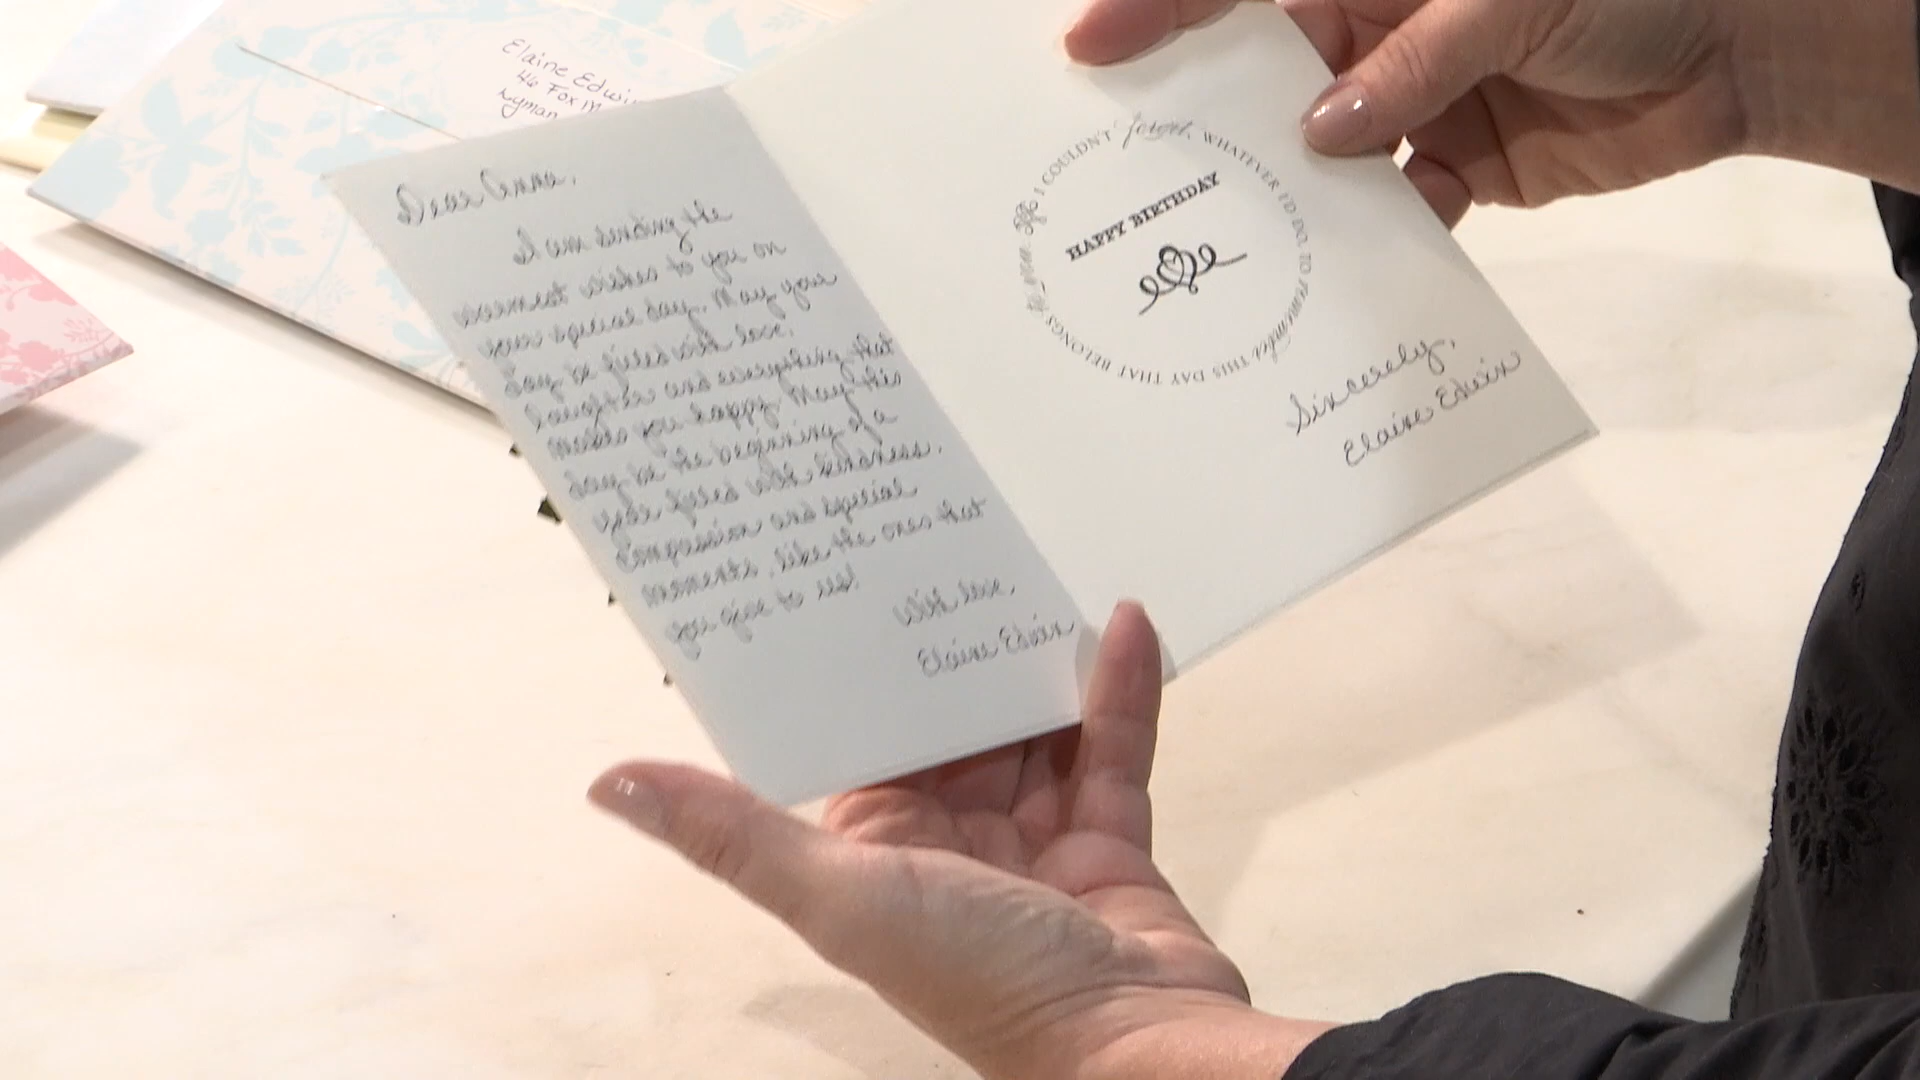 Elaine Edwin
46 Fox M
Lyman
Dear Anna,
I am sending the
warmest wishes to you on
your special day. May your
day be filled with love,
laughter and everything that
makes you happy. May this
day be the beginning of a
year filled with kindness,
compassion and special
moments, like the ones that
you give to us!
With love,
Elaine Edwin
I COULDN'T forget, WHATEVER I'D DO, TO remember THIS DAY THAT BELONGS
HAPPY BIRTHDAY
Sincerely,
Elaine Edwin